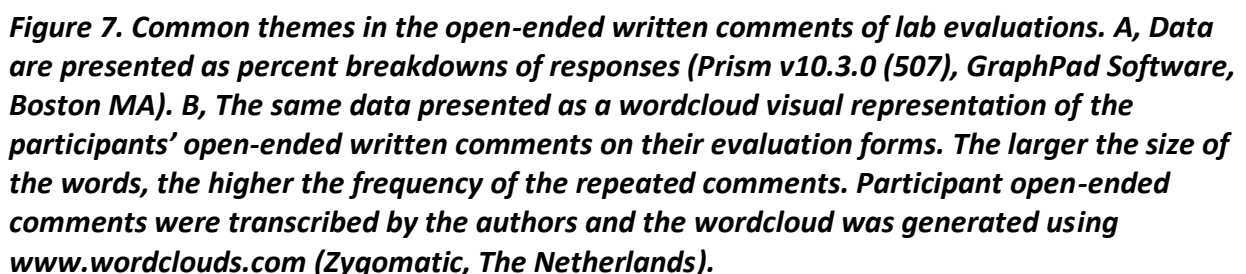 Figure 7. Common themes in the open-ended written comments of lab evaluations. A, Data
are presented as percent breakdowns of responses (Prism v10.3.0 (507), GraphPad Software,
Boston MA). B, The same data presented as a wordcloud visual representation of the
participants’ open-ended written comments on their evaluation forms. The larger the size of
the words, the higher the frequency of the repeated comments. Participant open-ended
comments were transcribed by the authors and the wordcloud was generated using
www.wordclouds.com (Zygomatic, The Netherlands).